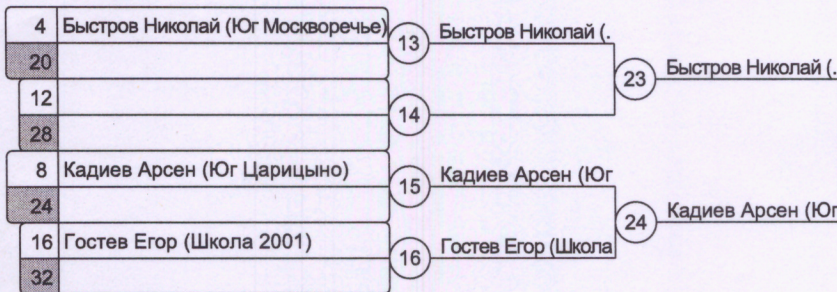 4 Быстров Николай (Юг Москворечье)
20
13
Быстров Николай (.
12
28
14
23
Быстров Николай (.
8 Кадиев Арсен (Юг Царицыно)
24
15
Кадиев Арсен (Юг
16 Гостев Егор (Школа 2001)
32
16
Гостев Егор (Школа
24
Кадиев Арсен (Юг